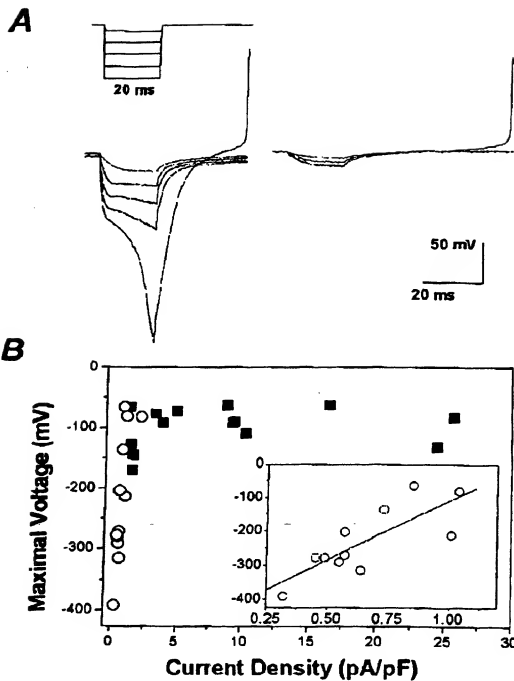 A
20 ms
50 mV
20 ms
B
Maximal Voltage (mV)
0
-100
-200
-300
-400
0
-100
-200
-300
-400
0.25 0.50 0.75 1.00
0 5 10 15 20 25 30
Current Density (pA/pF)